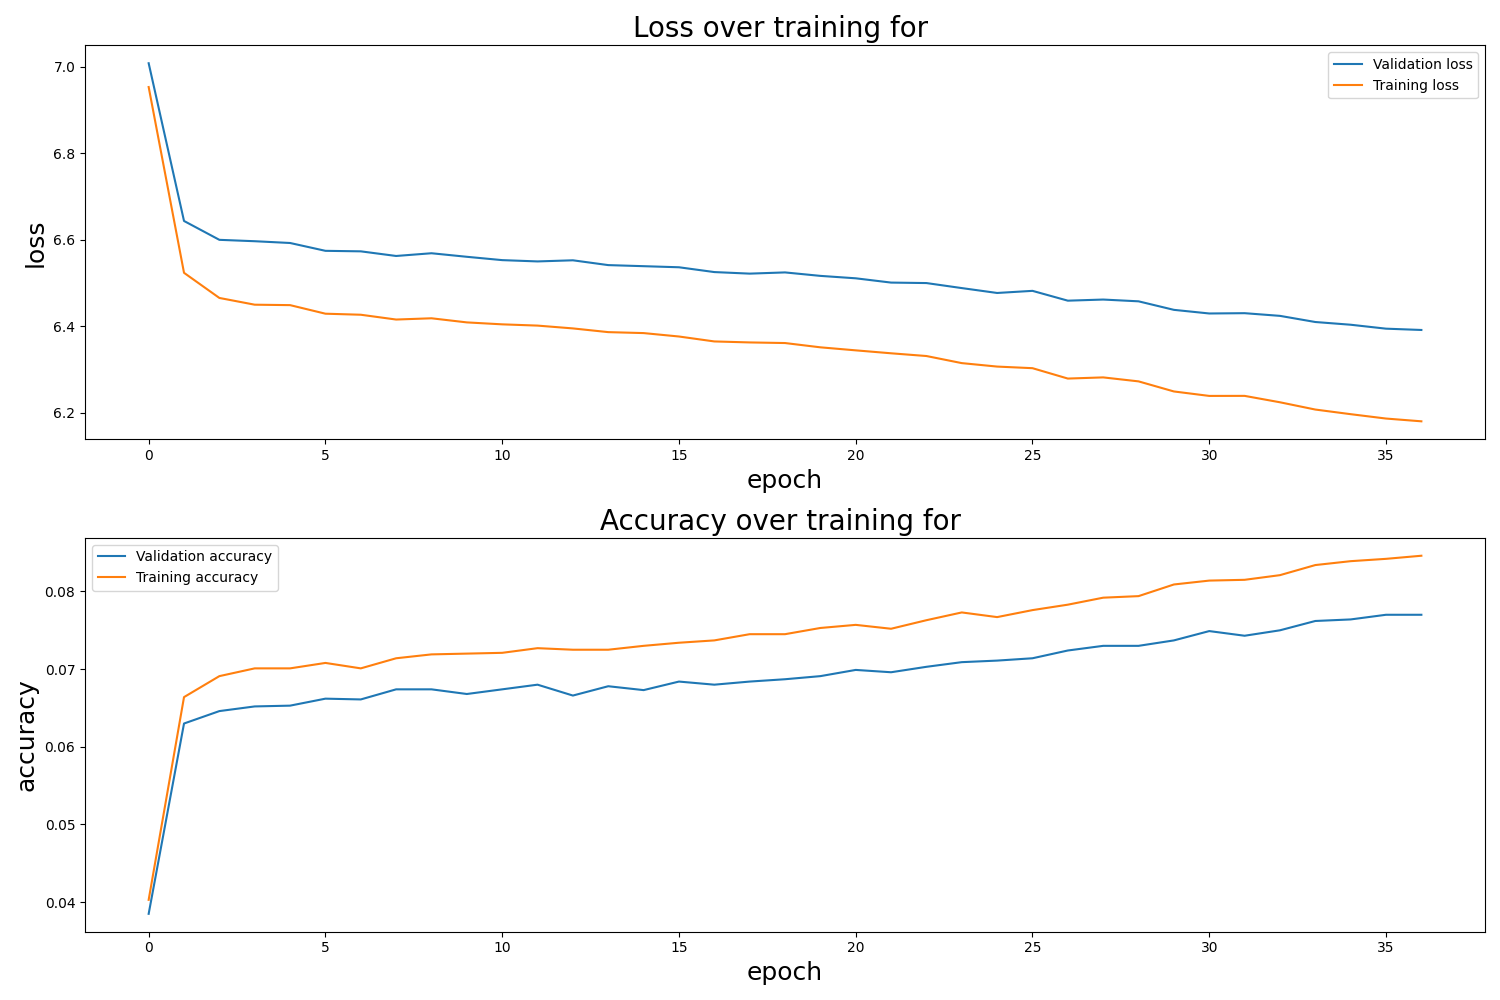 Loss over training for
7.0
6.8
6.6
6.4
6.2
loss
Validation loss
Training loss
0 5 10 15 20 25 30 35
epoch
Accuracy over training for
Validation accuracy
Training accuracy
0.08
0.07
0.06
0.05
0.04
accuracy
0 5 10 15 20 25 30 35
epoch